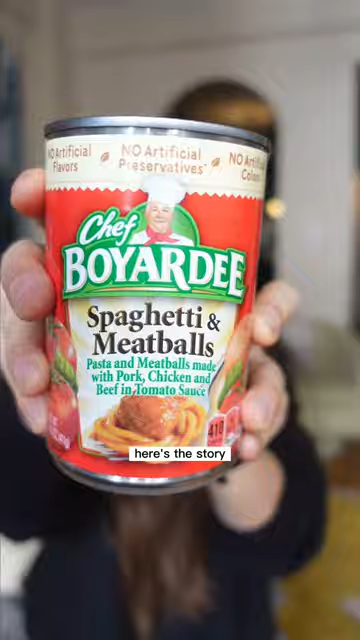 NO Artificial
Flavors
NO Artificial
Preservatives
NO Artificial
Colors
Chef
BOYARDEE
Spaghetti &
Meatballs
Pasta and Meatballs made
with Pork, Chicken and
Beef in Tomato Sauce
410
here's the story